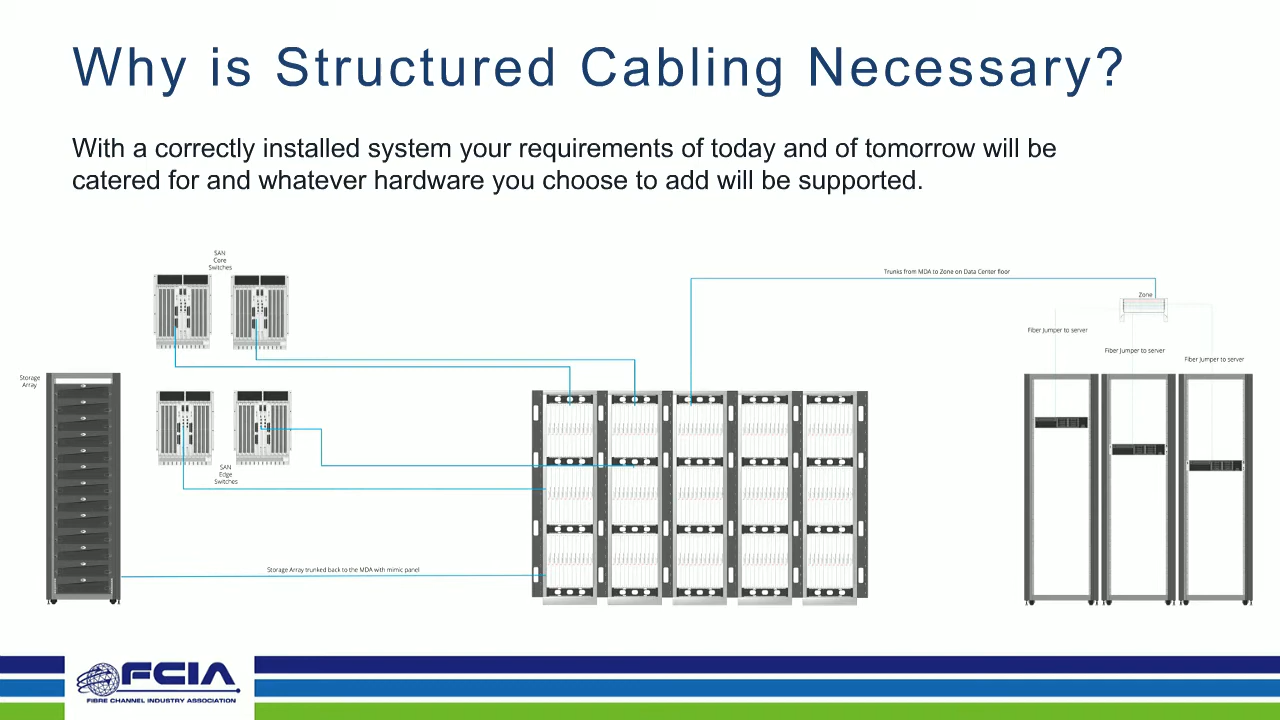 Why is Structured Cabling Necessary?
With a correctly installed system your requirements of today and of tomorrow will be
catered for and whatever hardware you choose to add will be supported.
SAN
Core
Switches
Trunks from MDA to Zone on Data Center floor
Zone
Fiber Jumper to server
Fiber Jumper to server
Fiber Jumper to server
Storage
Array
SAN
Edge
Switches
Storage Array trunked back to the MDA with mimic panel
FCIA
FIBRE CHANNEL INDUSTRY ASSOCIATION